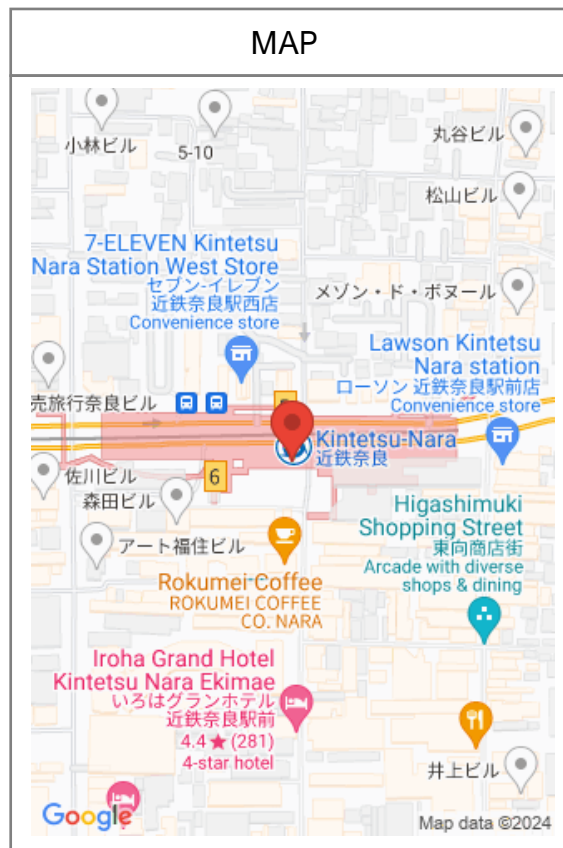 MAP
小林ビル
5-10
丸谷ビル
松山ビル
7-ELEVEN Kintetsu
Nara Station West Store
セブン-イレブン
近鉄奈良駅西店
Convenience store
メゾン・ド・ボヌール
Lawson Kintetsu
Nara station
ローソン 近鉄奈良駅前店
Convenience store
売旅行奈良ビル
Kintetsu-Nara
近鉄奈良
佐川ビル
6
森田ビル
アート福住ビル
Higashimuki
Shopping Street
東向商店街
Arcade with diverse
shops & dining
Rokumei Coffee
ROKUMEI COFFEE
CO. NARA
Iroha Grand Hotel
Kintetsu Nara Ekimae
いろはグランホテル
近鉄奈良駅前
4.4★(281)
4-star hotel
井上ビル
Google
Map data ©2024